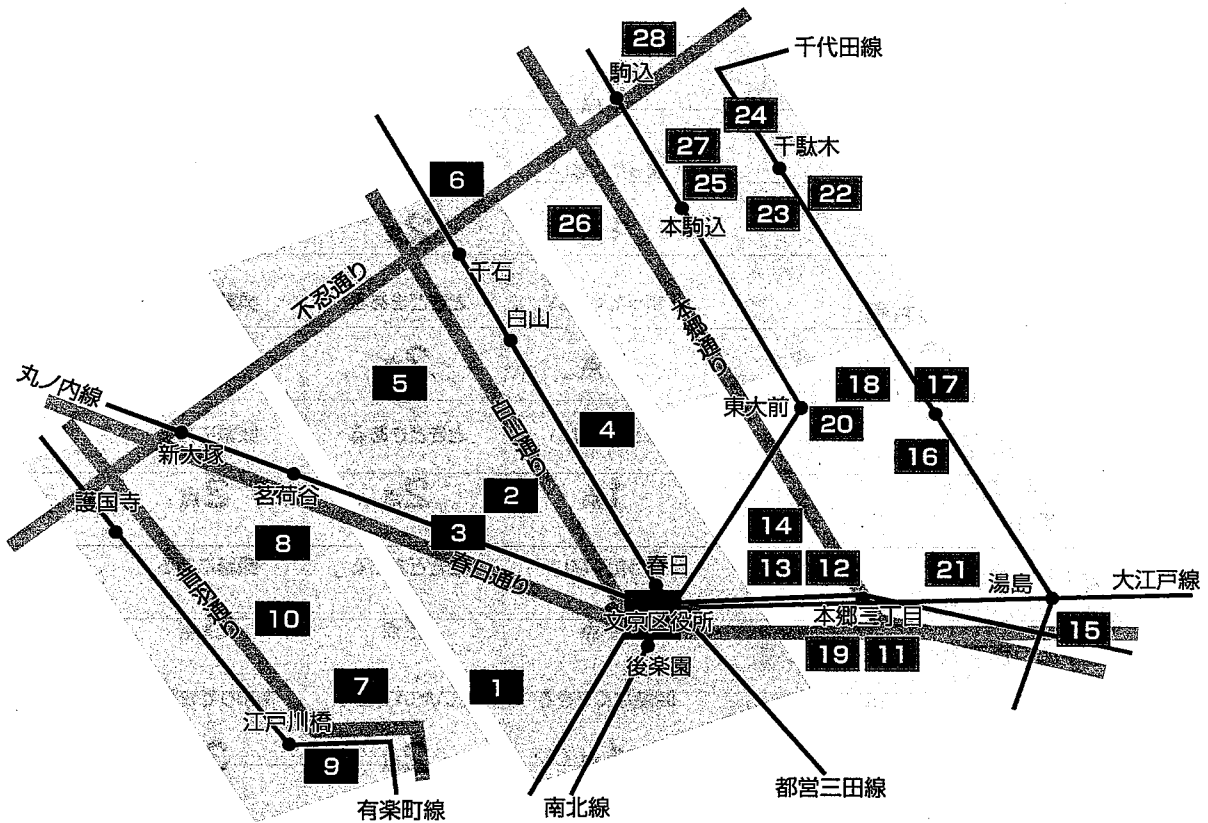 28
千代田線
駒込
24
27
千駄木
6
25
22
26
23
本駒込
千石
不忍通り
白山
本郷通り
丸ノ内線
5
18
17
白山通り
東大前
20
4
新大塚
16
茗荷谷
護国寺
2
3
14
8
春日通り
春日
13
12
21
湯島
大江戸線
音羽通り
10
文京区役所
本郷三丁目
15
後楽園
19
11
7
1
江戸川橋
9
有楽町線
南北線
都営三田線